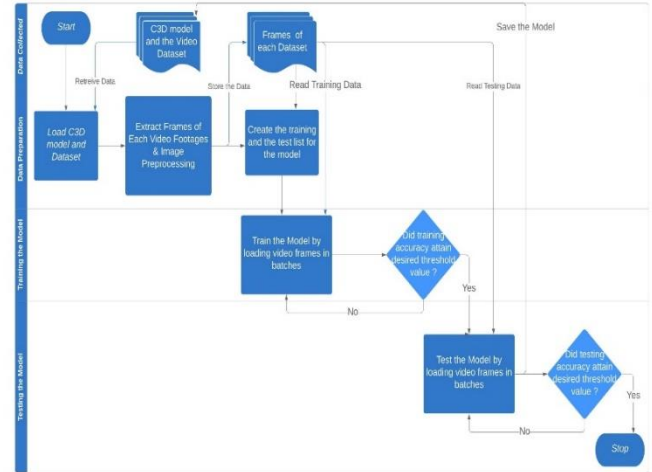 Data Collected
Start
C3D model
and the Video
Dataset
Frames of
each Dataset
Save the Model
Retreive Data
Store the Data
Read Training Data
Read Testing Data
Data Preparation
Load C3D
model and
Dataset
Extract Frames of
Each Video Footages
& Image
Preprocessing
Create the training
and the test list for
the model
Training the Model
Train the Model by
loading video frames in
batches
Did training
accuracy attain
desired threshold
value ?
Yes
No
Testing the Model
Test the Model by
loading video frames in
batches
Did testing
accuracy attain
desired threshold
value ?
Yes
No
Stop